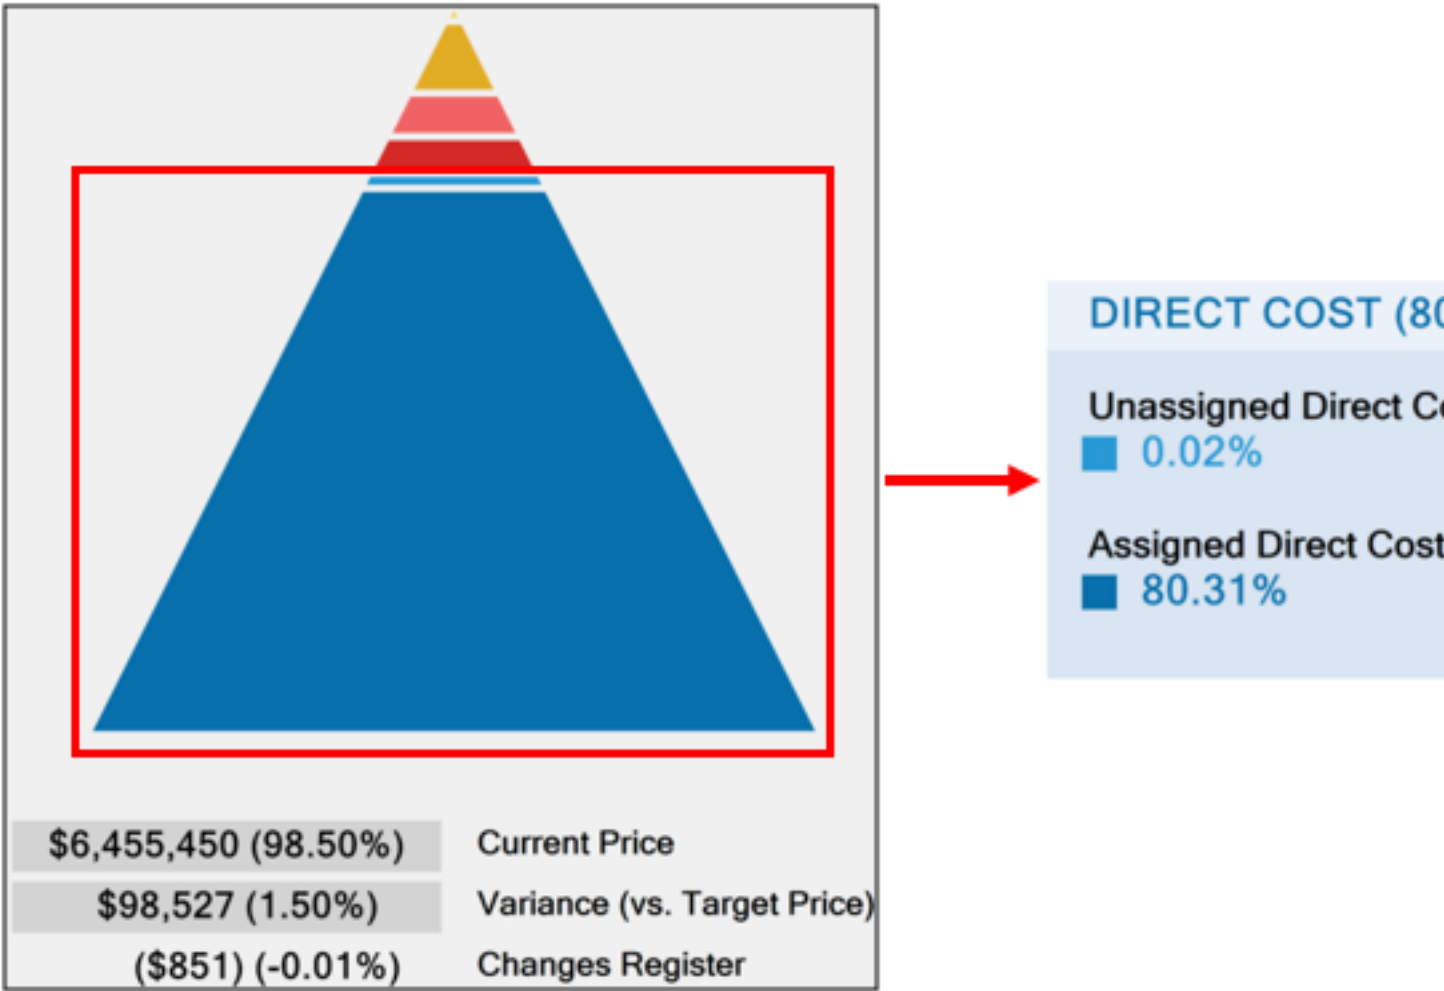 $6,455,450 (98.50%) Current Price
$98,527 (1.50%) Variance (vs. Target Price)
($851) (-0.01%) Changes Register
DIRECT COST (80
Unassigned Direct
0.02%
Assigned Direct Cost
80.31%